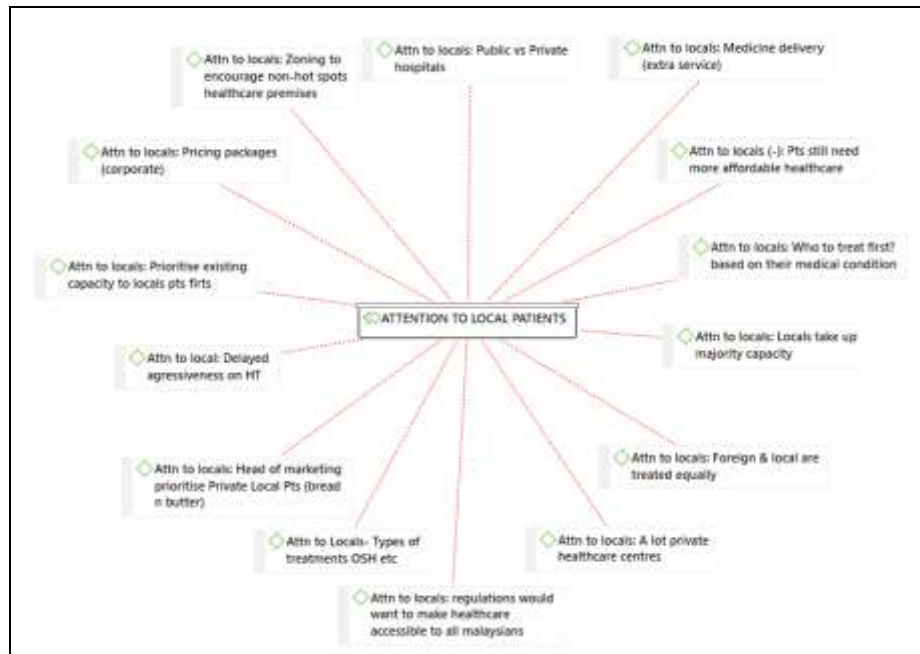 Attn to locals: Public vs Private
hospitals
Attn to locals: Medicine delivery
(extra service)
Attn to locals: Zoning to
encourage non-hot spots
healthcare premises
Attn to locals: Pricing packages
(corporate)
Attn to locals (-): Pts still need
more affordable healthcare
Attn to locals: Who to treat first?
based on their medical condition
Attn to locals: Prioritise existing
capacity to locals pts firts
ATTENTION TO LOCAL PATIENTS
Attn to locals: Locals take up
majority capacity
Attn to local: Delayed
agressiveness on HT
Attn to locals: Foreign & local are
treated equally
Attn to locals: Head of marketing
prioritise Private Local Pts (bread
n butter)
Attn to Locals- Types of
treatments OSH etc
Attn to locals: A lot private
healthcare centres
Attn to locals: regulations would
want to make healthcare
accessible to all malaysians